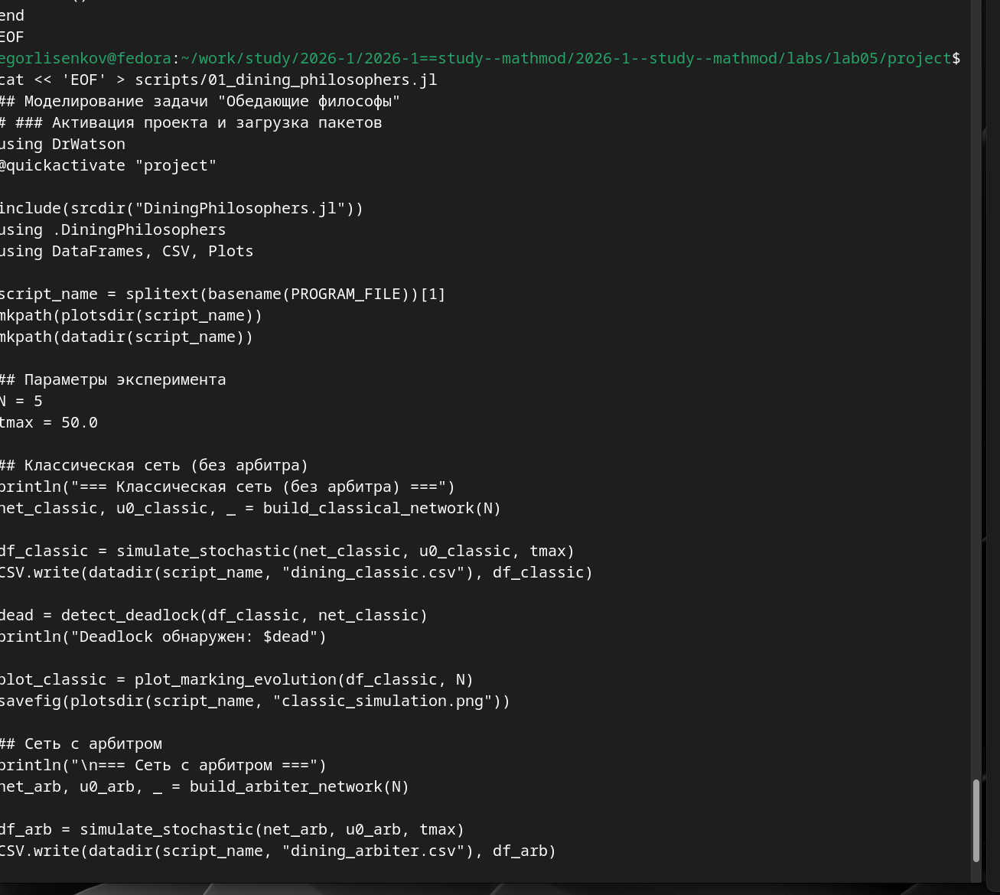 end
EOF
egorlisenkov@fedora:~/work/study/2026-1/2026-1==study--mathmod/2026-1--study--mathmod/labs/lab05/project$
cat << 'EOF' > scripts/01_dining_philosophers.jl
## Моделирование задачи "Обедающие философы"
# ### Активация проекта и загрузка пакетов
using DrWatson
@quickactivate "project"
include(srcdir("DiningPhilosophers.jl"))
using .DiningPhilosophers
using DataFrames, CSV, Plots
script_name = splitext(basename(PROGRAM_FILE))[1]
mkpath(plotsdir(script_name))
mkpath(datadir(script_name))
## Параметры эксперимента
N = 5
tmax = 50.0
## Классическая сеть (без арбитра)
println("=== Классическая сеть (без арбитра) ===")
net_classic, u0_classic, _ = build_classical_network(N)
df_classic = simulate_stochastic(net_classic, u0_classic, tmax)
CSV.write(datadir(script_name, "dining_classic.csv"), df_classic)
dead = detect_deadlock(df_classic, net_classic)
println("Deadlock обнаружен: $dead")
plot_classic = plot_marking_evolution(df_classic, N)
savefig(plotsdir(script_name, "classic_simulation.png"))
## Сеть с арбитром
println("\n=== Сеть с арбитром ===")
net_arb, u0_arb, _ = build_arbiter_network(N)
df_arb = simulate_stochastic(net_arb, u0_arb, tmax)
CSV.write(datadir(script_name, "dining_arbiter.csv"), df_arb)